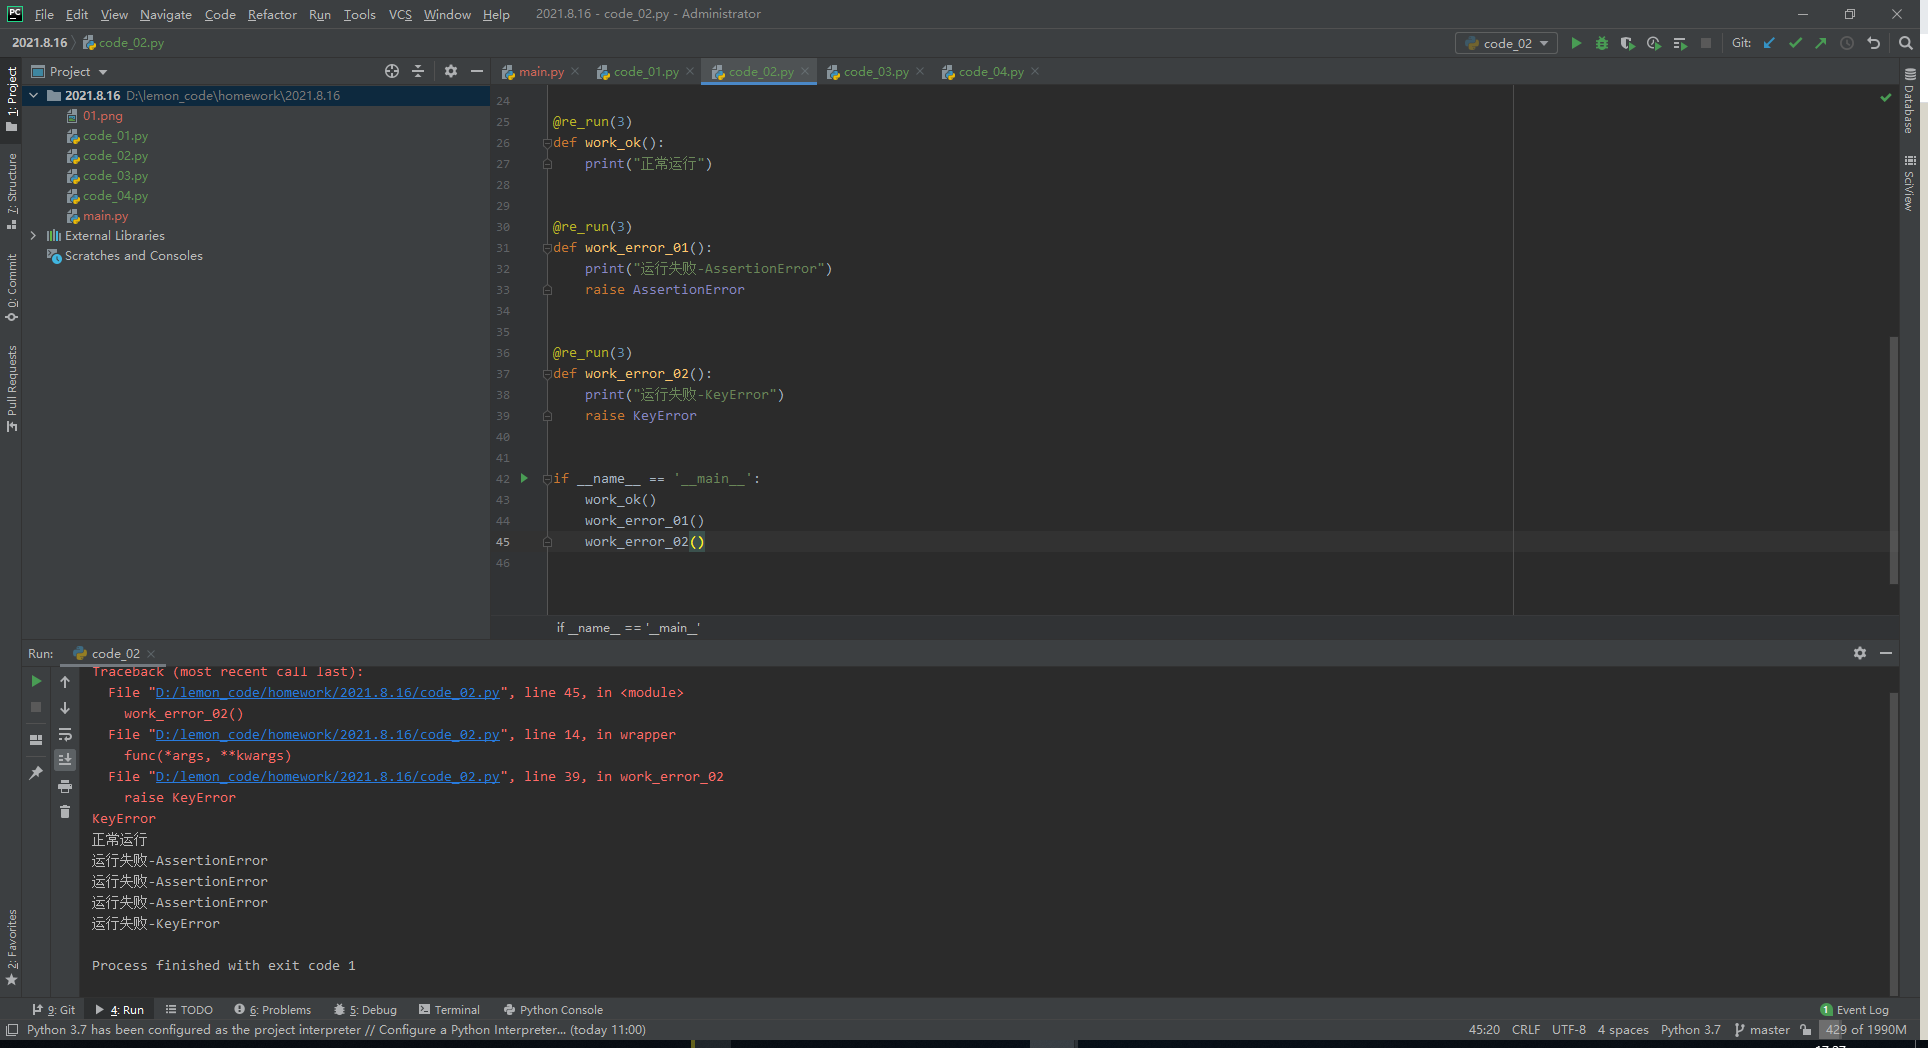 PC File Edit View Navigate Code Refactor Run Tools VCS Window Help 2021.8.16 - code_02.py - Administrator
2021.8.16 code_02.py code_02 Git:
Project main.py code_01.py code_02.py code_03.py code_04.py
1: Project
7: Structure
0: Commit
Pull Requests
2: Favorites
2021.8.16 D:\lemon_code\homework\2021.8.16
01.png
code_01.py
code_02.py
code_03.py
code_04.py
main.py
External Libraries
Scratches and Consoles
24
25 @re_run(3)
26 def work_ok():
27 print("正常运行")
28
29
30 @re_run(3)
31 def work_error_01():
32 print("运行失败-AssertionError")
33 raise AssertionError
34
35
36 @re_run(3)
37 def work_error_02():
38 print("运行失败-KeyError")
39 raise KeyError
40
41
42 if __name__ == '__main__':
43 work_ok()
44 work_error_01()
45 work_error_02()
46
if __name__ == '__main__'
Database
SciView
Run: code_02
Traceback (most recent call last):
File "D:/lemon_code/homework/2021.8.16/code_02.py", line 45, in <module>
work_error_02()
File "D:/lemon_code/homework/2021.8.16/code_02.py", line 14, in wrapper
func(*args, **kwargs)
File "D:/lemon_code/homework/2021.8.16/code_02.py", line 39, in work_error_02
raise KeyError
KeyError
正常运行
运行失败-AssertionError
运行失败-AssertionError
运行失败-AssertionError
运行失败-KeyError
Process finished with exit code 1
9: Git 4: Run TODO 6: Problems 5: Debug Terminal Python Console 1 Event Log
Python 3.7 has been configured as the project interpreter // Configure a Python Interpreter... (today 11:00) 45:20 CRLF UTF-8 4 spaces Python 3.7 master 429 of 1990M